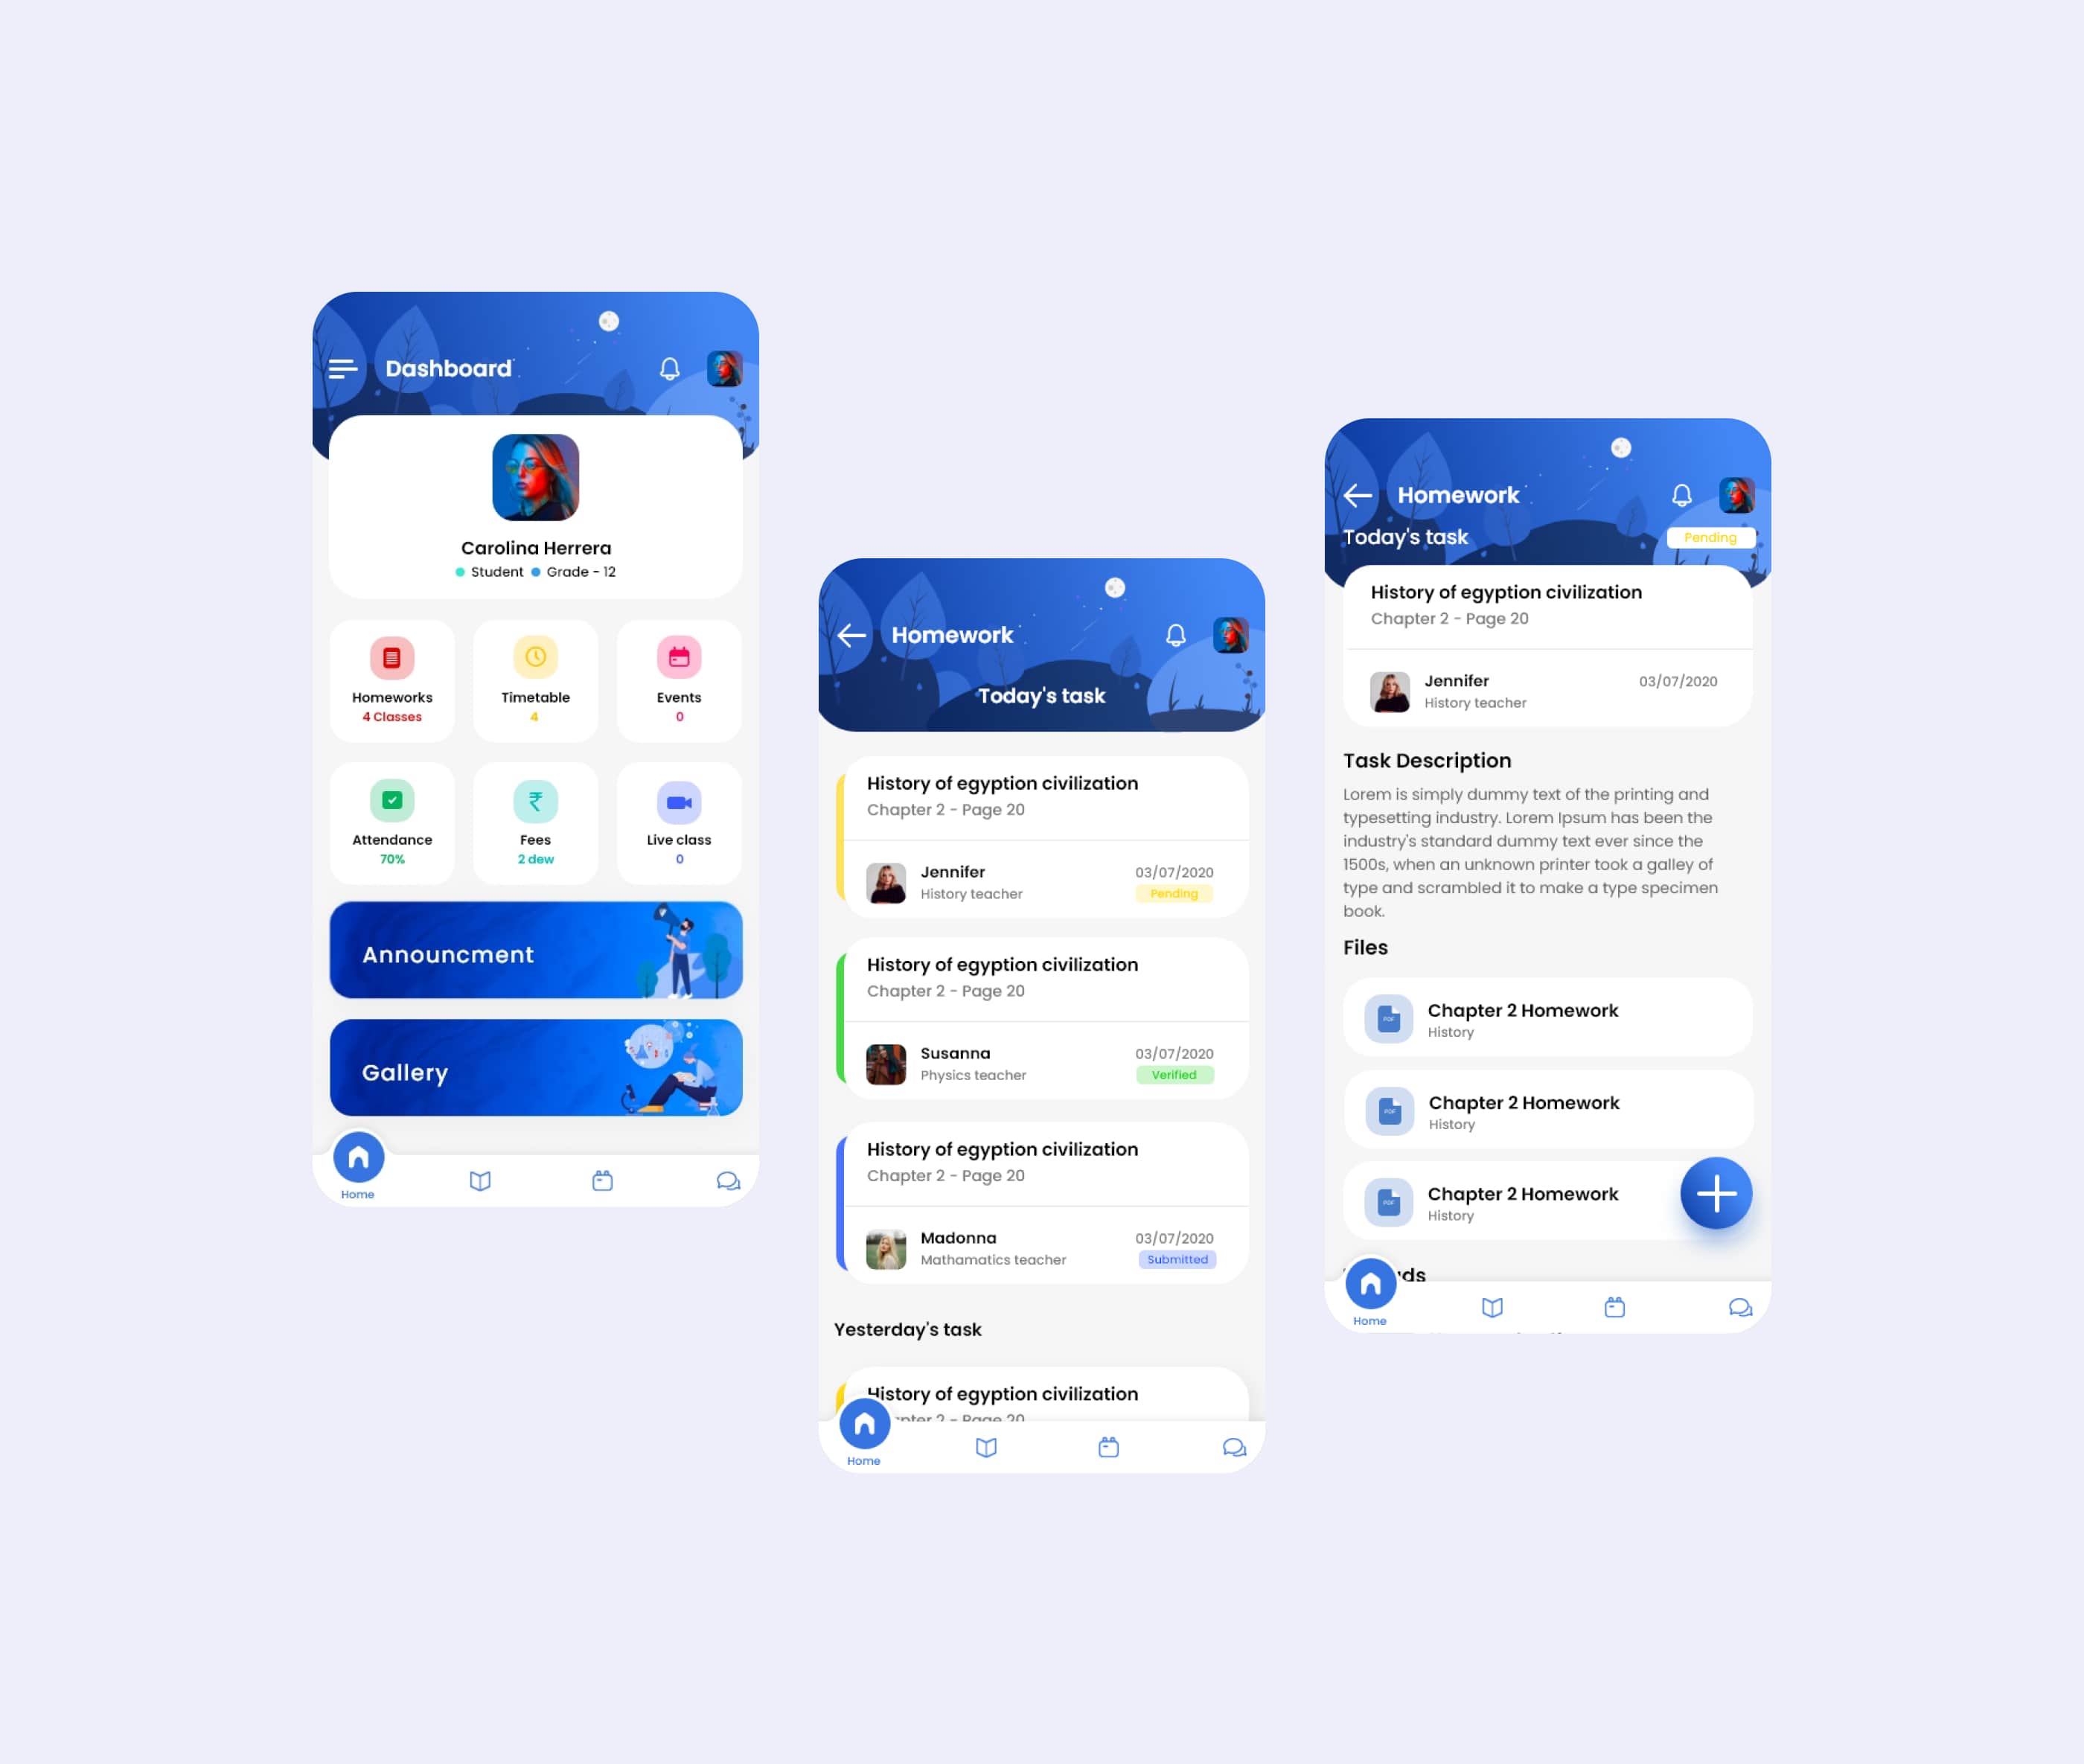 Dashboard
Carolina Herrera
Student Grade - 12
Homeworks
4 Classes
Timetable
4
Events
0
Attendance
70%
Fees
2 dew
Live class
0
Announcment
Gallery
Home
Homework
Today's task
History of egyption civilization
Chapter 2 - Page 20
Jennifer
History teacher
03/07/2020
Pending
History of egyption civilization
Chapter 2 - Page 20
Susanna
Physics teacher
03/07/2020
Verified
History of egyption civilization
Chapter 2 - Page 20
Madonna
Mathamatics teacher
03/07/2020
Submitted
Yesterday's task
History of egyption civilization
2 - Page 20
Home
Homework
Today's task
Pending
History of egyption civilization
Chapter 2 - Page 20
Jennifer
History teacher
03/07/2020
Task Description
Lorem is simply dummy text of the printing and
typesetting industry. Lorem Ipsum has been the
industry's standard dummy text ever since the
1500s, when an unknown printer took a galley of
type and scrambled it to make a type specimen
book.
Files
PDF
Chapter 2 Homework
History
PDF
Chapter 2 Homework
History
PDF
Chapter 2 Homework
History
Home